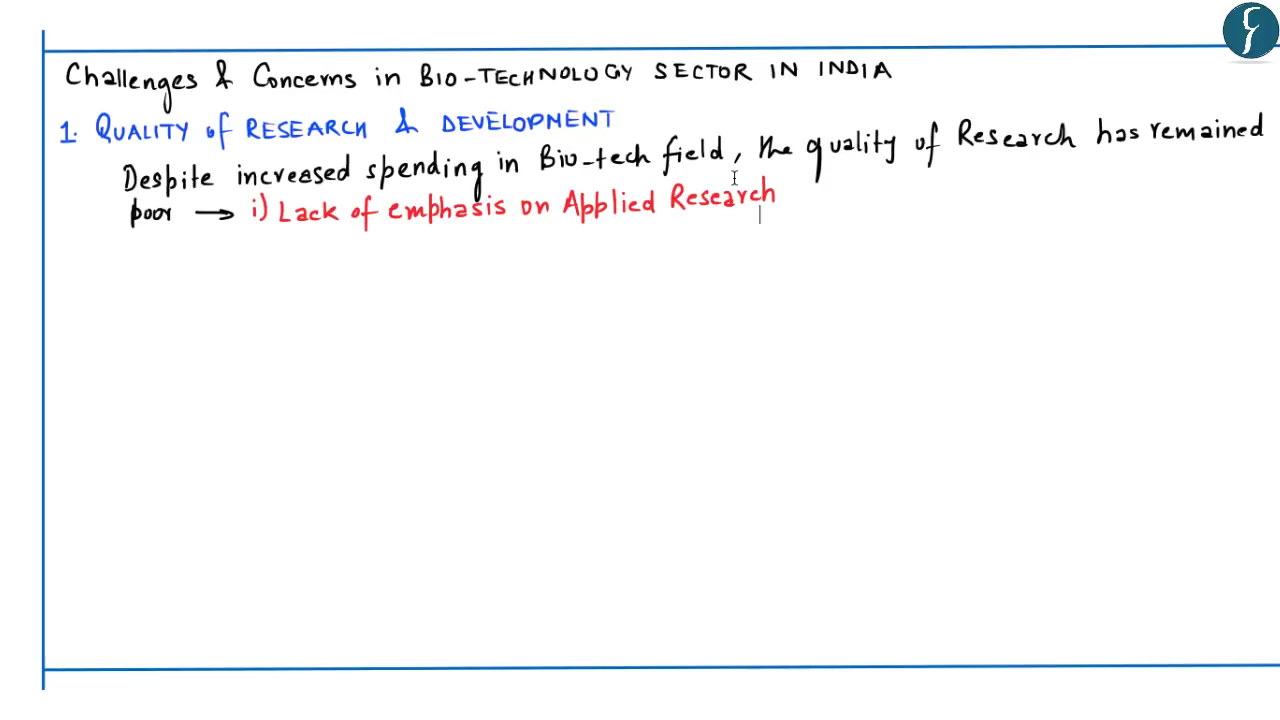 Challenges & Concerns in BIO-TECHNOLOGY SECTOR IN INDIA
1. QUALITY of RESEARCH & DEVELOPMENT
Despite increased spending in Bio-tech field, the quality of Research has remained
poor → i) Lack of emphasis on Applied Research